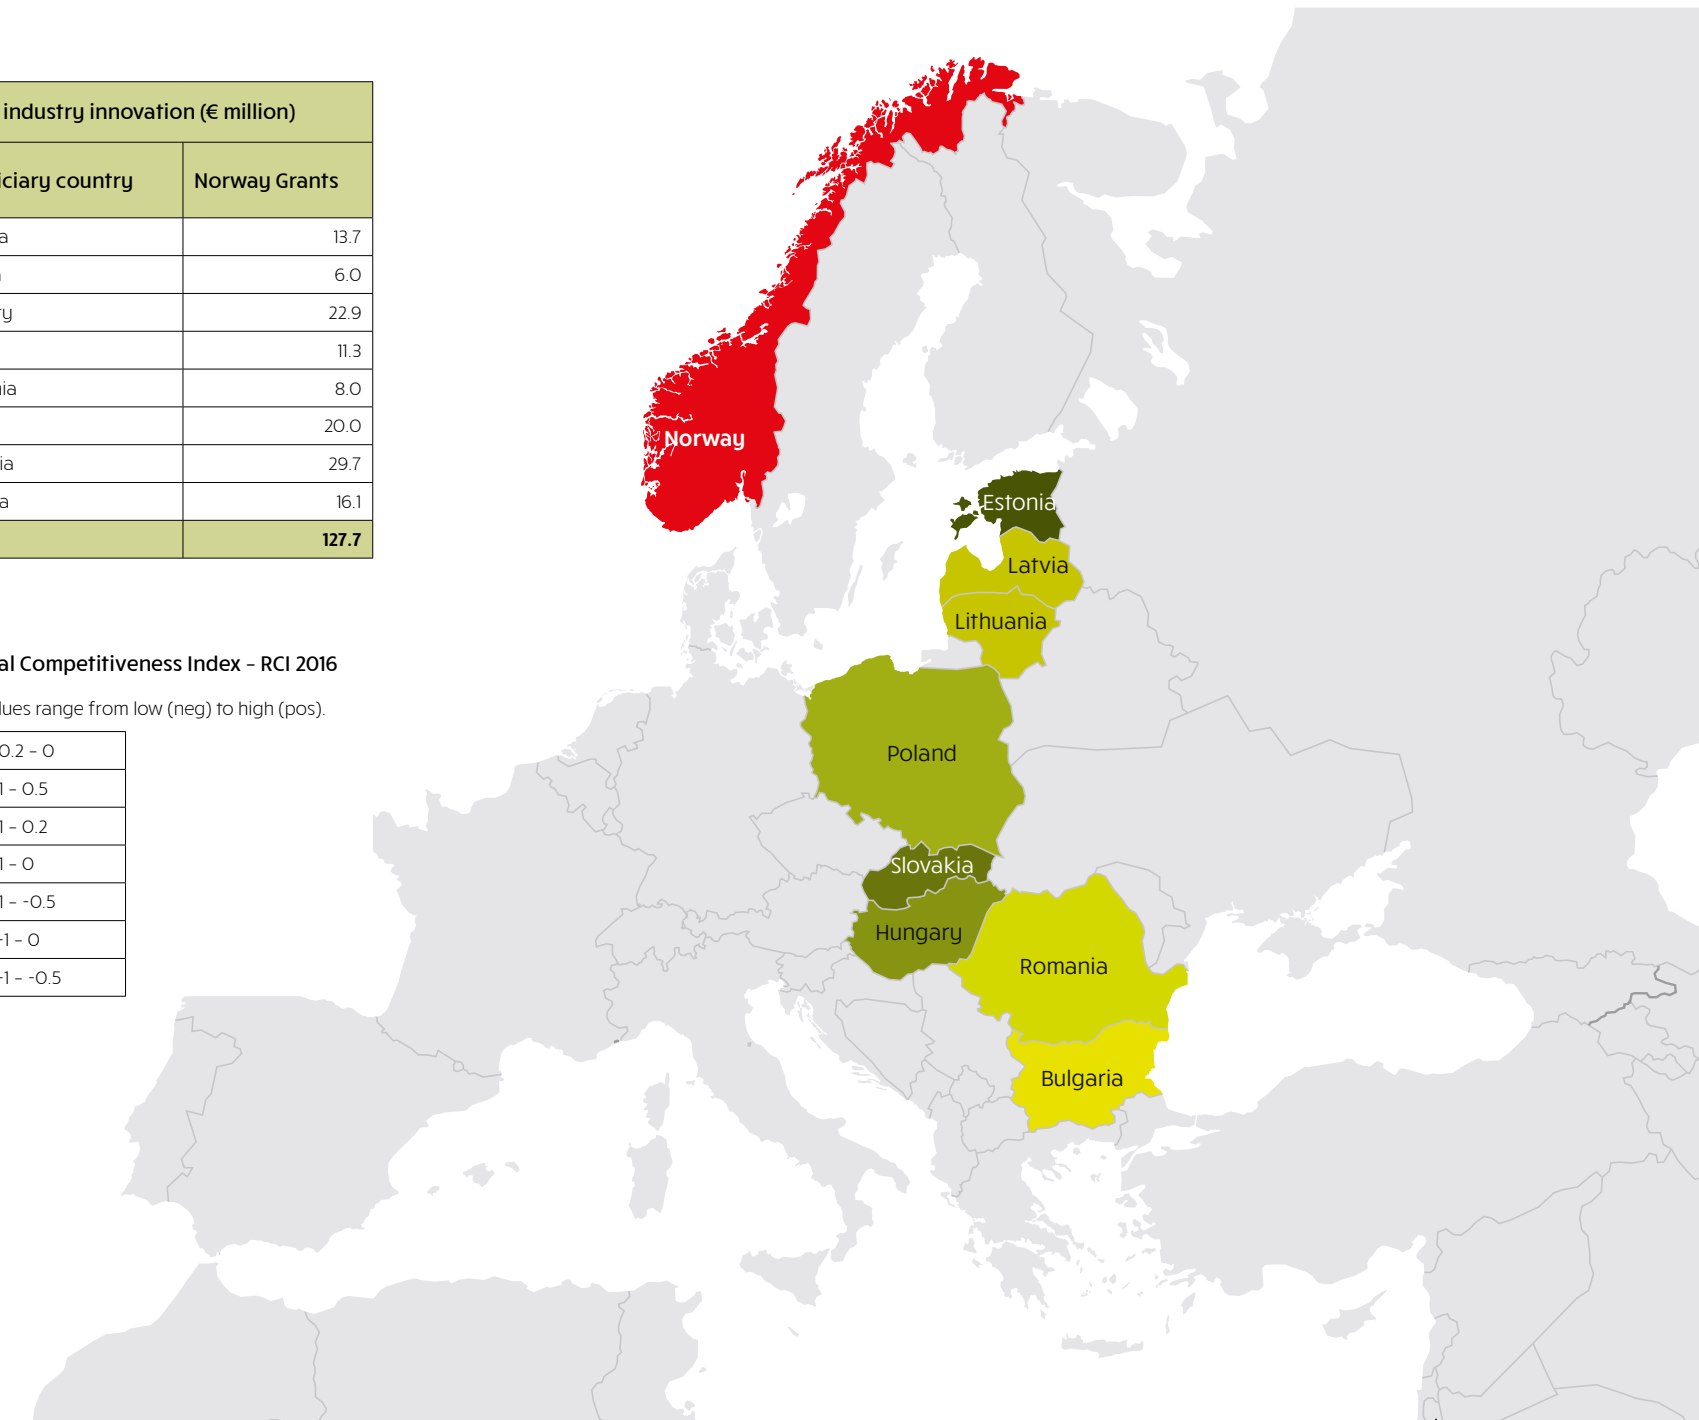 industry innovation (€ million)
iciary country Norway Grants
a 13.7
6.0
ry 22.9
11.3
nia 8.0
20.0
ia 29.7
a 16.1
127.7
al Competitiveness Index - RCI 2016
lues range from low (neg) to high (pos).
0.2 - 0
1 - 0.5
1 - 0.2
1 - 0
1 - -0.5
-1 - 0
-1 - -0.5
Norway
Estonia
Latvia
Lithuania
Poland
Slovakia
Hungary
Romania
Bulgaria